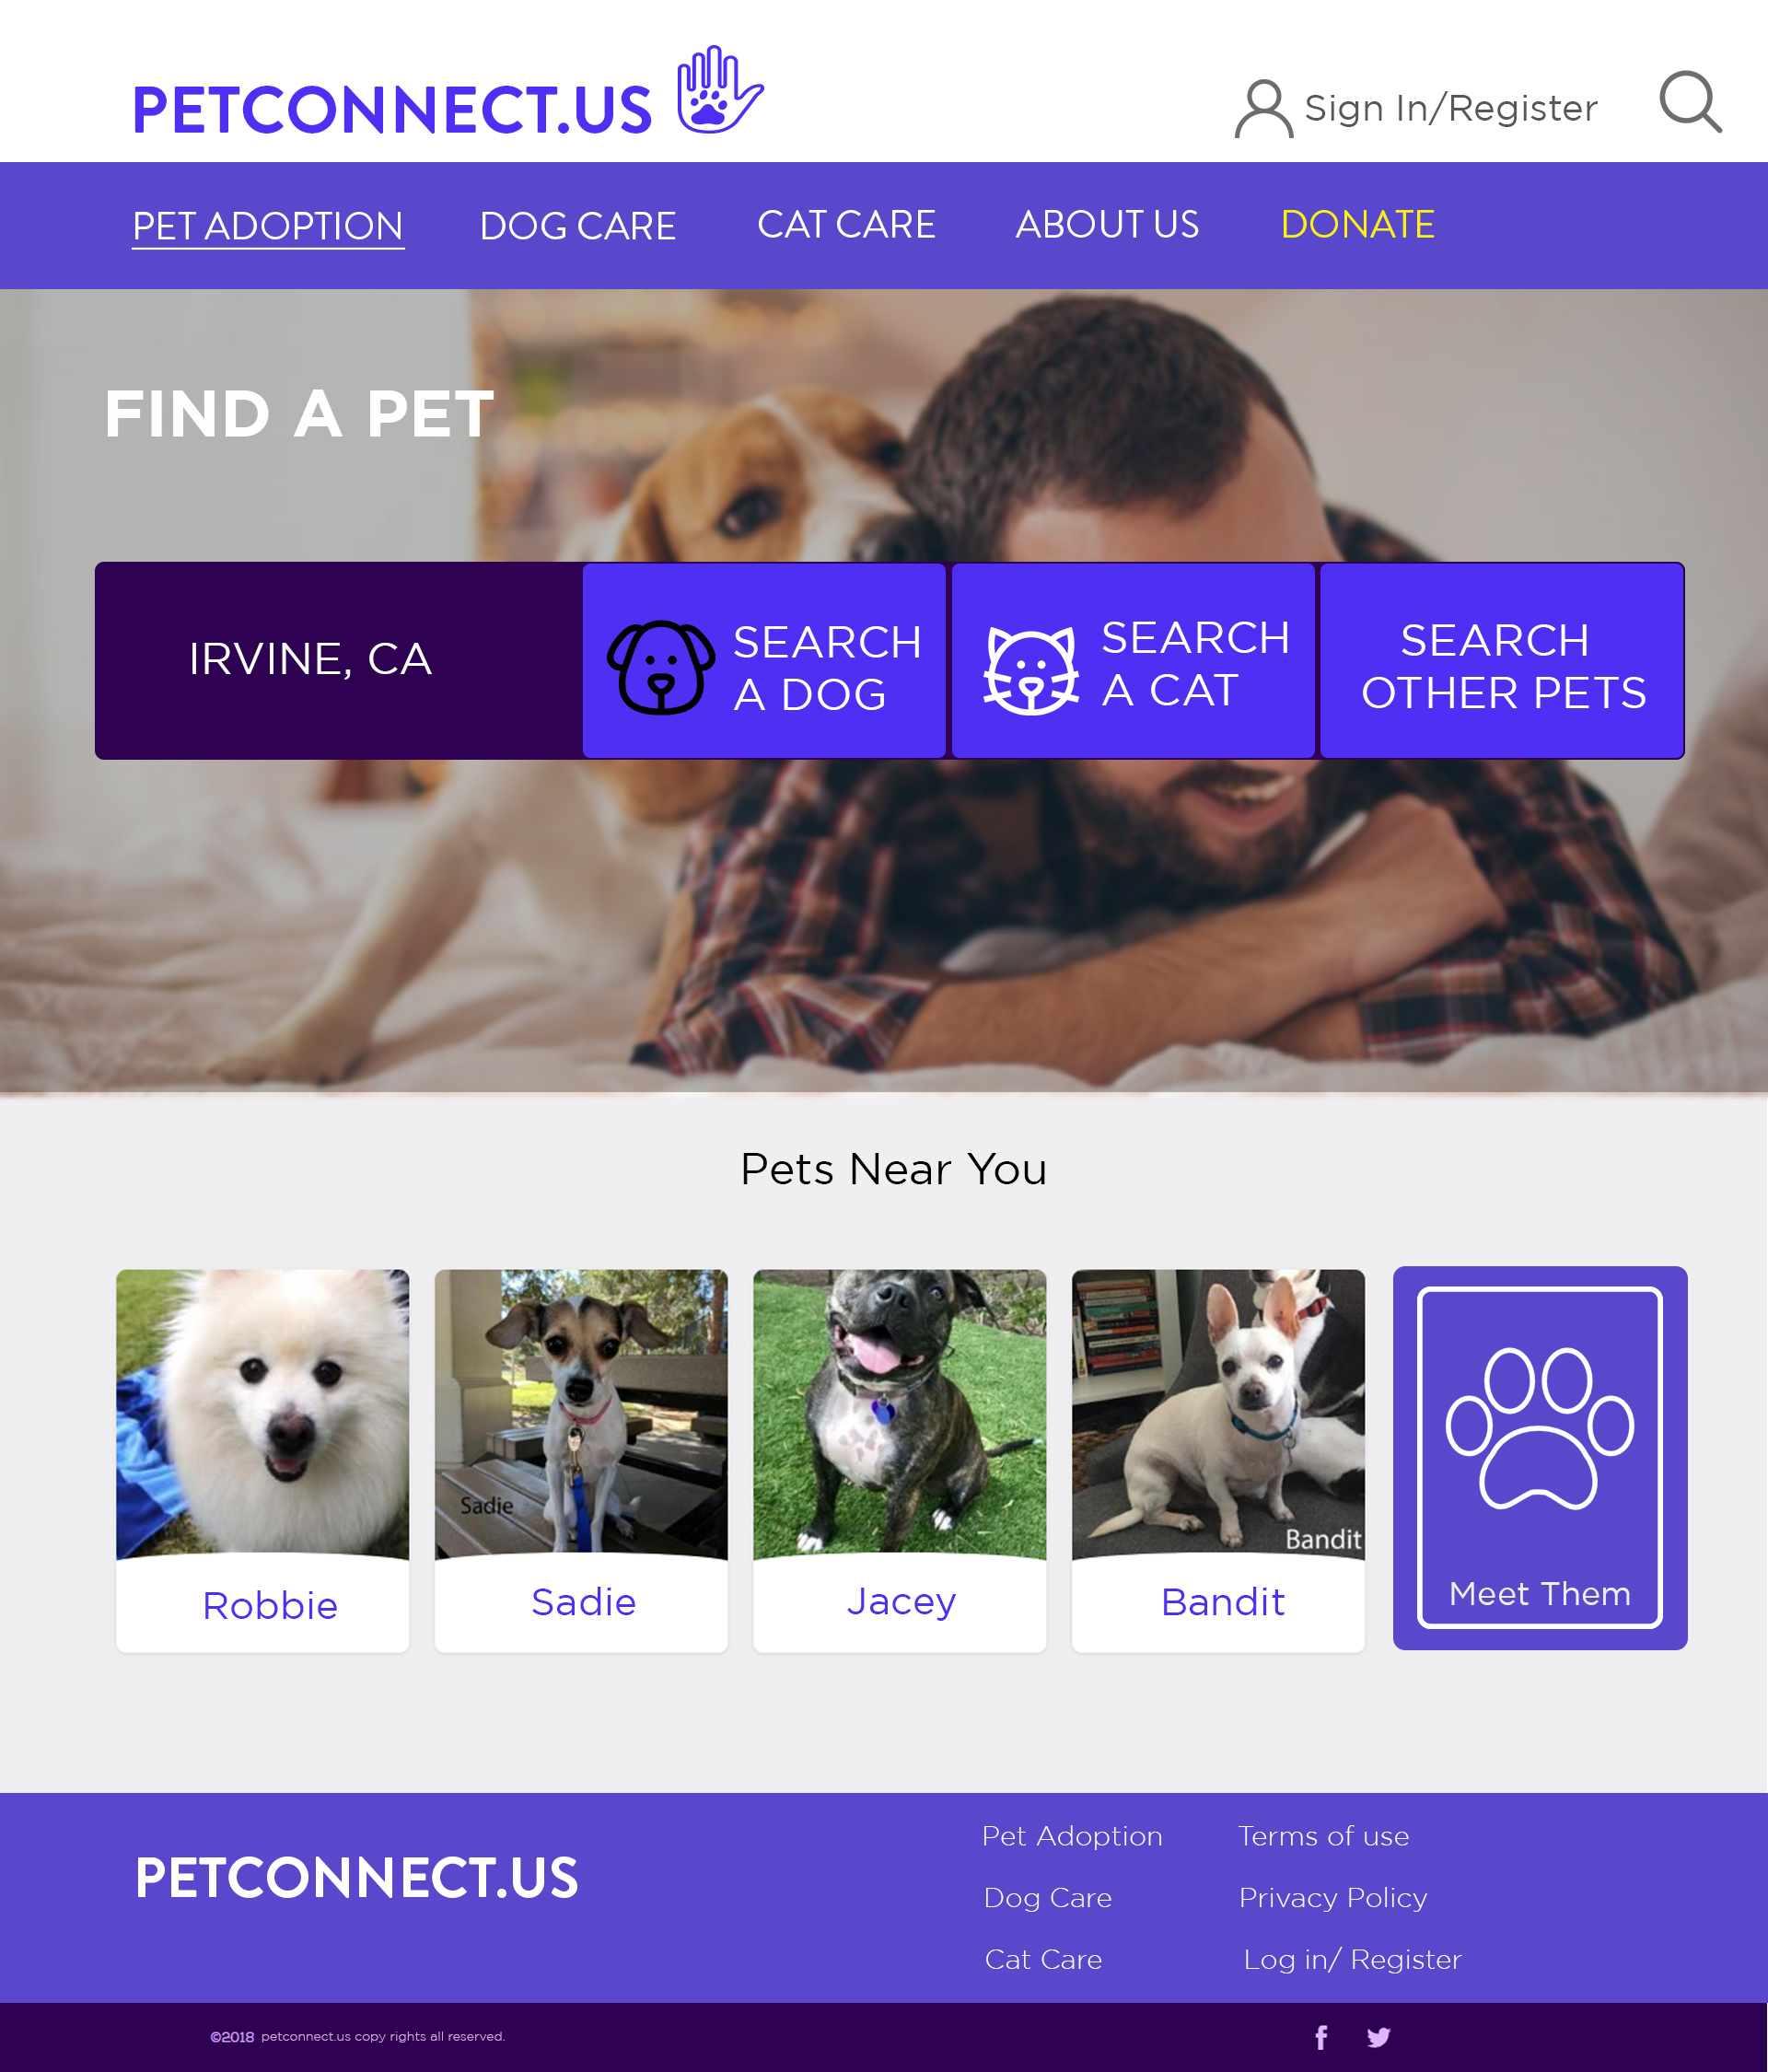 PETCONNECT.US
Sign In/Register
PET ADOPTION
DOG CARE
CAT CARE
ABOUT US
DONATE
FIND A PET
IRVINE, CA
SEARCH
A DOG
SEARCH
A CAT
SEARCH
OTHER PETS
Pets Near You
Sadie
Bandit
Robbie
Sadie
Jacey
Bandit
Meet Them
PETCONNECT.US
Pet Adoption
Terms of use
Dog Care
Privacy Policy
Cat Care
Log in/ Register
©2018 petconnect.us copy rights all reserved.